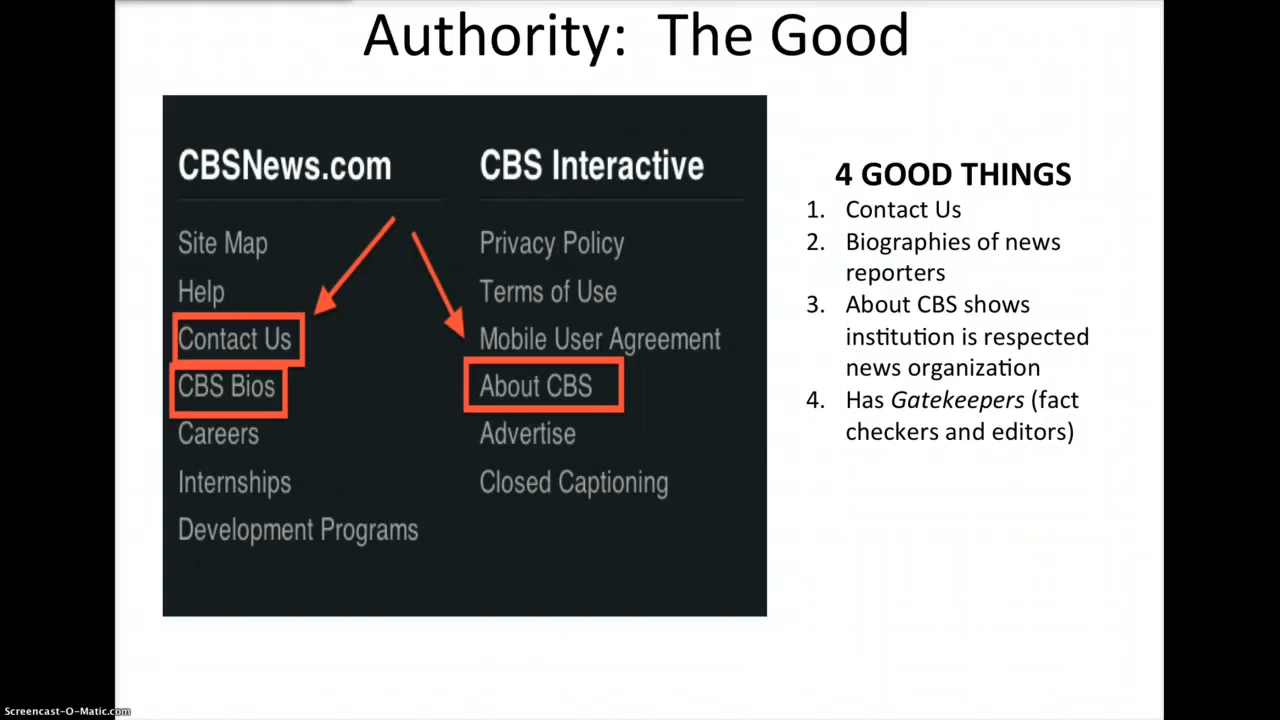 Authority:  The Good
CBSNews.com
Site Map
Help
Contact Us
CBS Bios
Careers
Internships
Development Programs
CBS Interactive
Privacy Policy
Terms of Use
Mobile User Agreement
About CBS
Advertise
Closed Captioning
4 GOOD THINGS
1. Contact Us
2. Biographies of news
reporters
3. About CBS shows
institution is respected
news organization
4. Has Gatekeepers (fact
checkers and editors)
Screencast-O-Matic.com